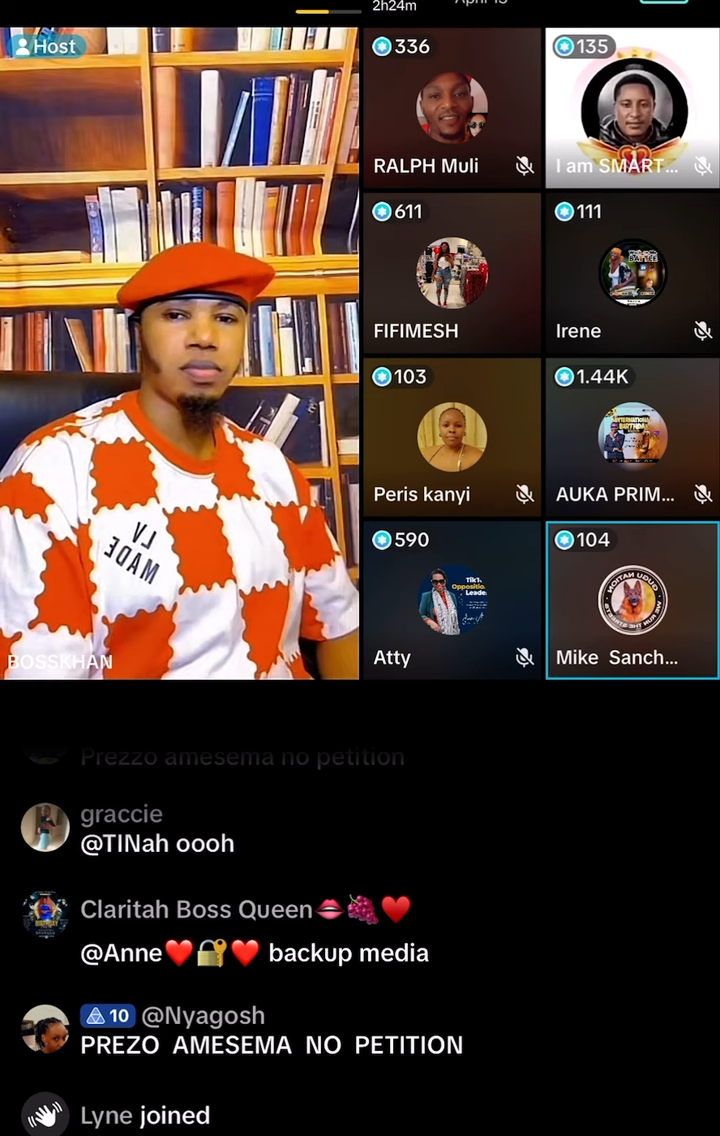 2h24m
Host
336
RALPH Muli
135
I am SMART...
611
FIFIMESH
111
Irene
103
Peris kanyi
1.44K
AUKA PRIM...
590
Atty
104
Mike Sanch...
LV
MADE
BOSSKHAN
Prezzo amesema no petition
graccie
@TINah oooh
Claritah Boss Queen👄🍇❤️
@Anne❤️🔐❤️ backup media
10 @Nyagosh
PREZO AMESEMA NO PETITION
Lyne joined